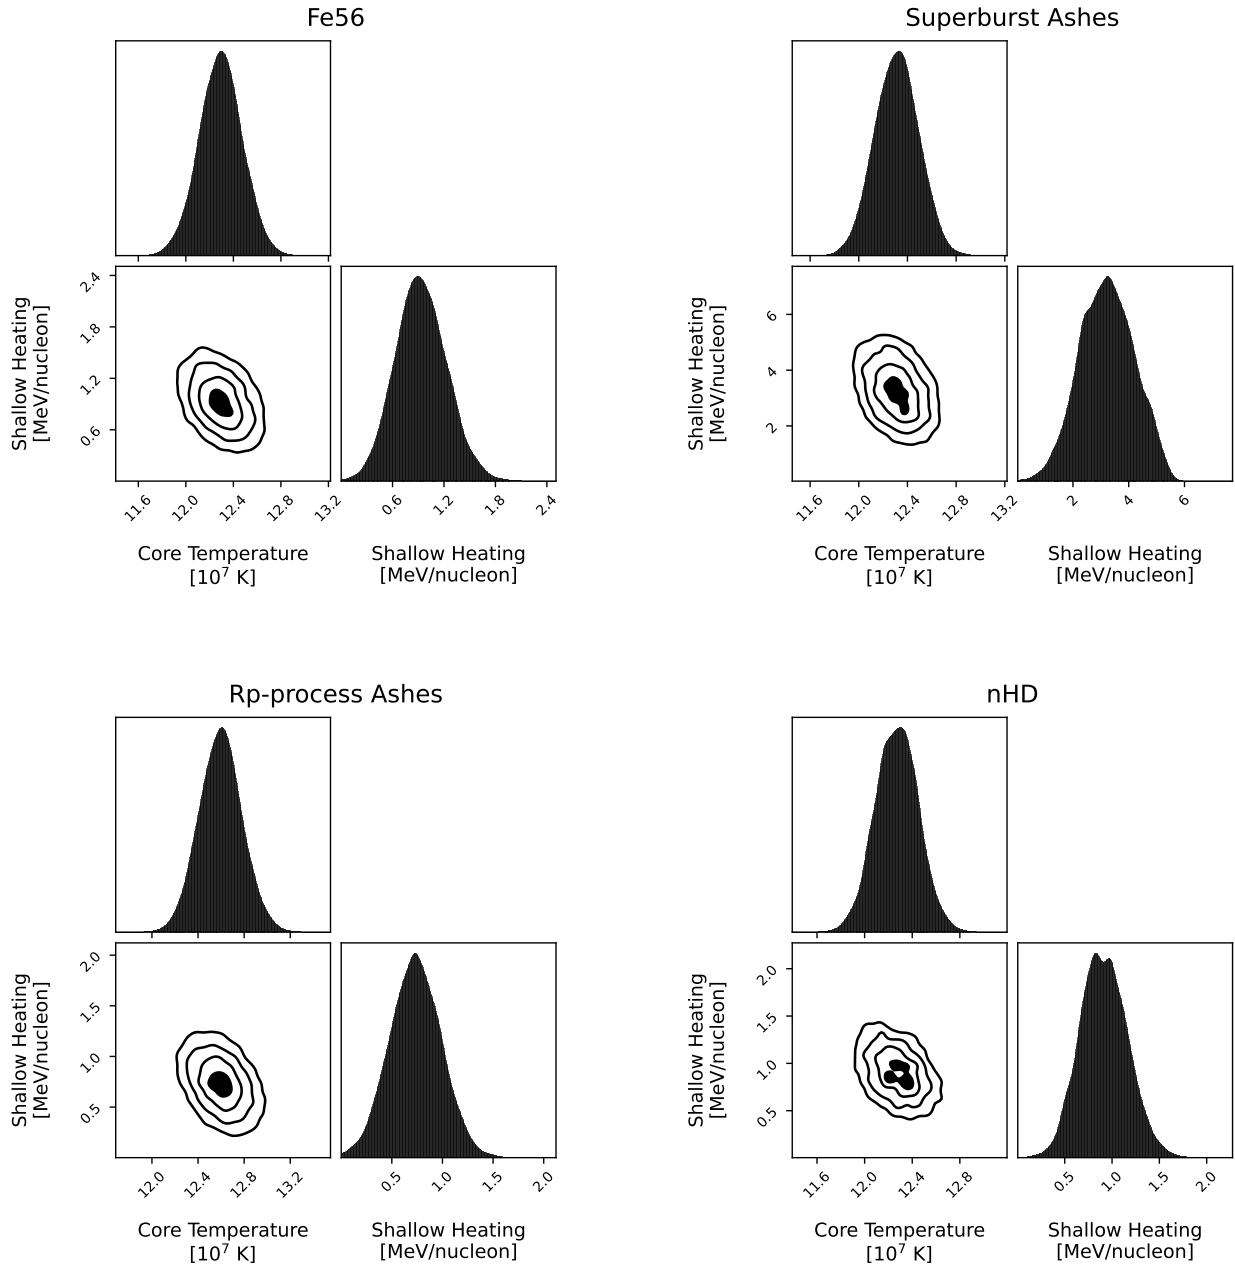 Fe56
2.4
1.8
1.2
0.6
Shallow Heating
[MeV/nucleon]
11.6
12.0
12.4
12.8
13.2
0.6
1.2
1.8
2.4
Core Temperature
[10⁷ K]
Shallow Heating
[MeV/nucleon]
Superburst Ashes
6
4
2
Shallow Heating
[MeV/nucleon]
11.6
12.0
12.4
12.8
13.2
2
4
6
Core Temperature
[10⁷ K]
Shallow Heating
[MeV/nucleon]
Rp-process Ashes
2.0
1.5
1.0
0.5
Shallow Heating
[MeV/nucleon]
12.0
12.4
12.8
13.2
0.5
1.0
1.5
2.0
Core Temperature
[10⁷ K]
Shallow Heating
[MeV/nucleon]
nHD
2.0
1.5
1.0
0.5
Shallow Heating
[MeV/nucleon]
11.6
12.0
12.4
12.8
0.5
1.0
1.5
2.0
Core Temperature
[10⁷ K]
Shallow Heating
[MeV/nucleon]